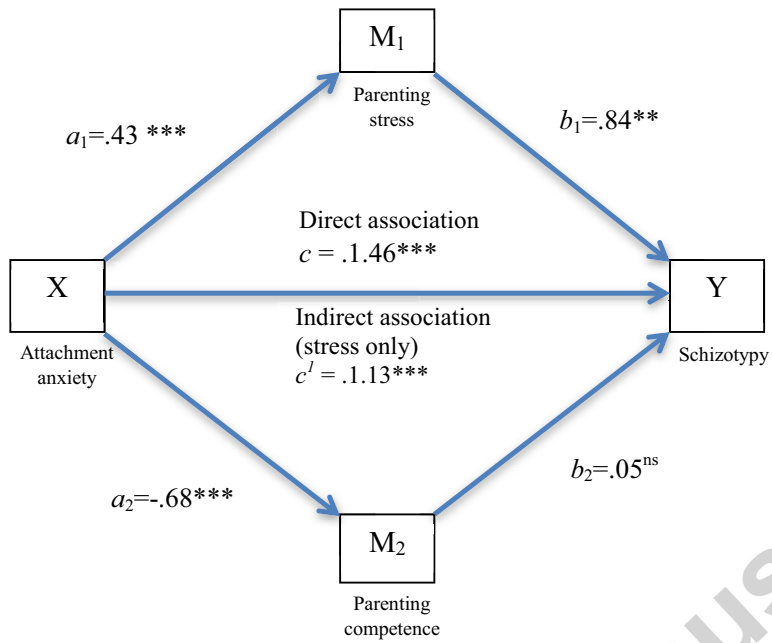 M₁
Parenting
stress
a₁=.43 ***
b₁=.84**
Direct association
c = .1.46***
X
Y
Attachment
anxiety
Schizotypy
Indirect association
(stress only)
c¹ = .1.13***
a₂=-.68***
b₂=.05ⁿˢ
M₂
Parenting
competence